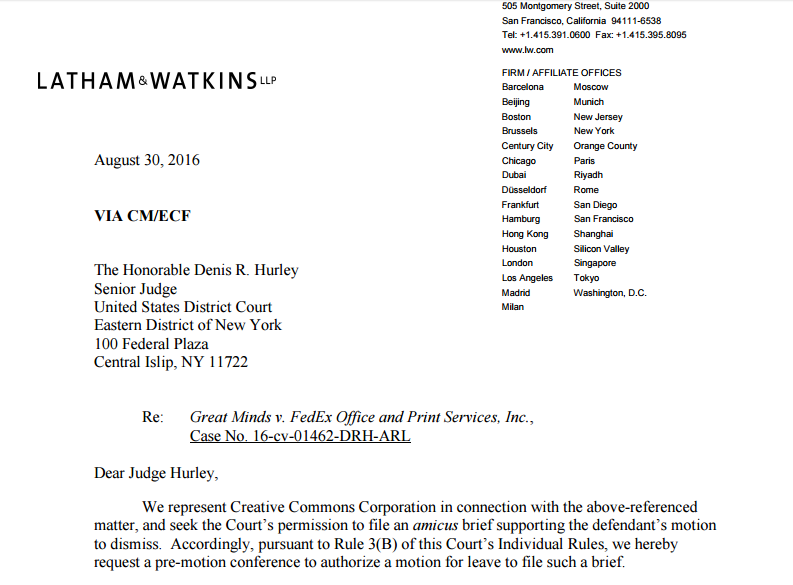 505 Montgomery Street, Suite 2000
San Francisco, California 94111-6538
Tel: +1.415.391.0600 Fax: +1.415.395.8095
www.lw.com
LATHAM&WATKINS LLP
FIRM / AFFILIATE OFFICES
Barcelona Moscow
Beijing Munich
Boston New Jersey
Brussels New York
Century City Orange County
Chicago Paris
Dubai Riyadh
Düsseldorf Rome
Frankfurt San Diego
Hamburg San Francisco
Hong Kong Shanghai
Houston Silicon Valley
London Singapore
Los Angeles Tokyo
Madrid Washington, D.C.
Milan
August 30, 2016
VIA CM/ECF
The Honorable Denis R. Hurley
Senior Judge
United States District Court
Eastern District of New York
100 Federal Plaza
Central Islip, NY 11722
Re: Great Minds v. FedEx Office and Print Services, Inc.,
Case No. 16-cv-01462-DRH-ARL
Dear Judge Hurley,
We represent Creative Commons Corporation in connection with the above-referenced
matter, and seek the Court's permission to file an amicus brief supporting the defendant's motion
to dismiss. Accordingly, pursuant to Rule 3(B) of this Court's Individual Rules, we hereby
request a pre-motion conference to authorize a motion for leave to file such a brief.